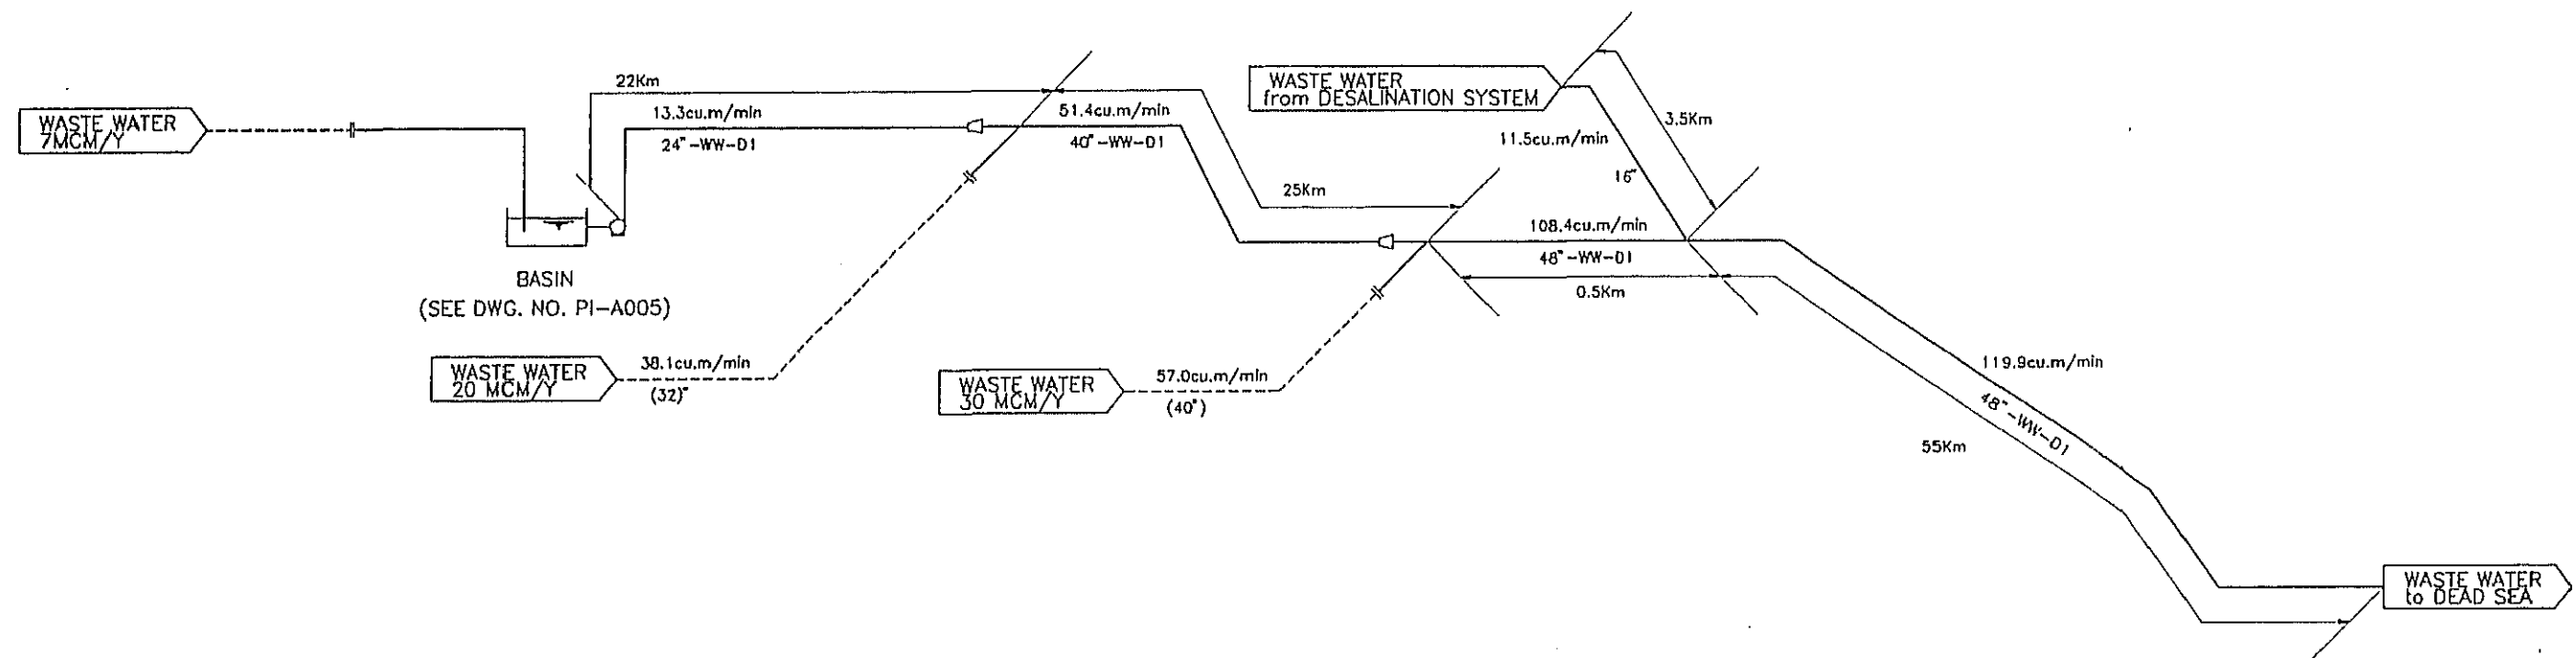 WASTE WATER
7MCM/Y
22Km
13.3cu.m/min
24"-WW-D1
BASIN
(SEE DWG. NO. PI-A005)
51.4cu.m/min
40"-WW-D1
25Km
WASTE WATER
from DESALINATION SYSTEM
3.5Km
11.5cu.m/min
16"
108.4cu.m/min
48"-WW-D1
0.5Km
WASTE WATER
20 MCM/Y
38.1cu.m/min
(32)"
WASTE WATER
30 MCM/Y
57.0cu.m/min
(40")
119.9cu.m/min
48"-WW-D1
55Km
WASTE WATER
to DEAD SEA